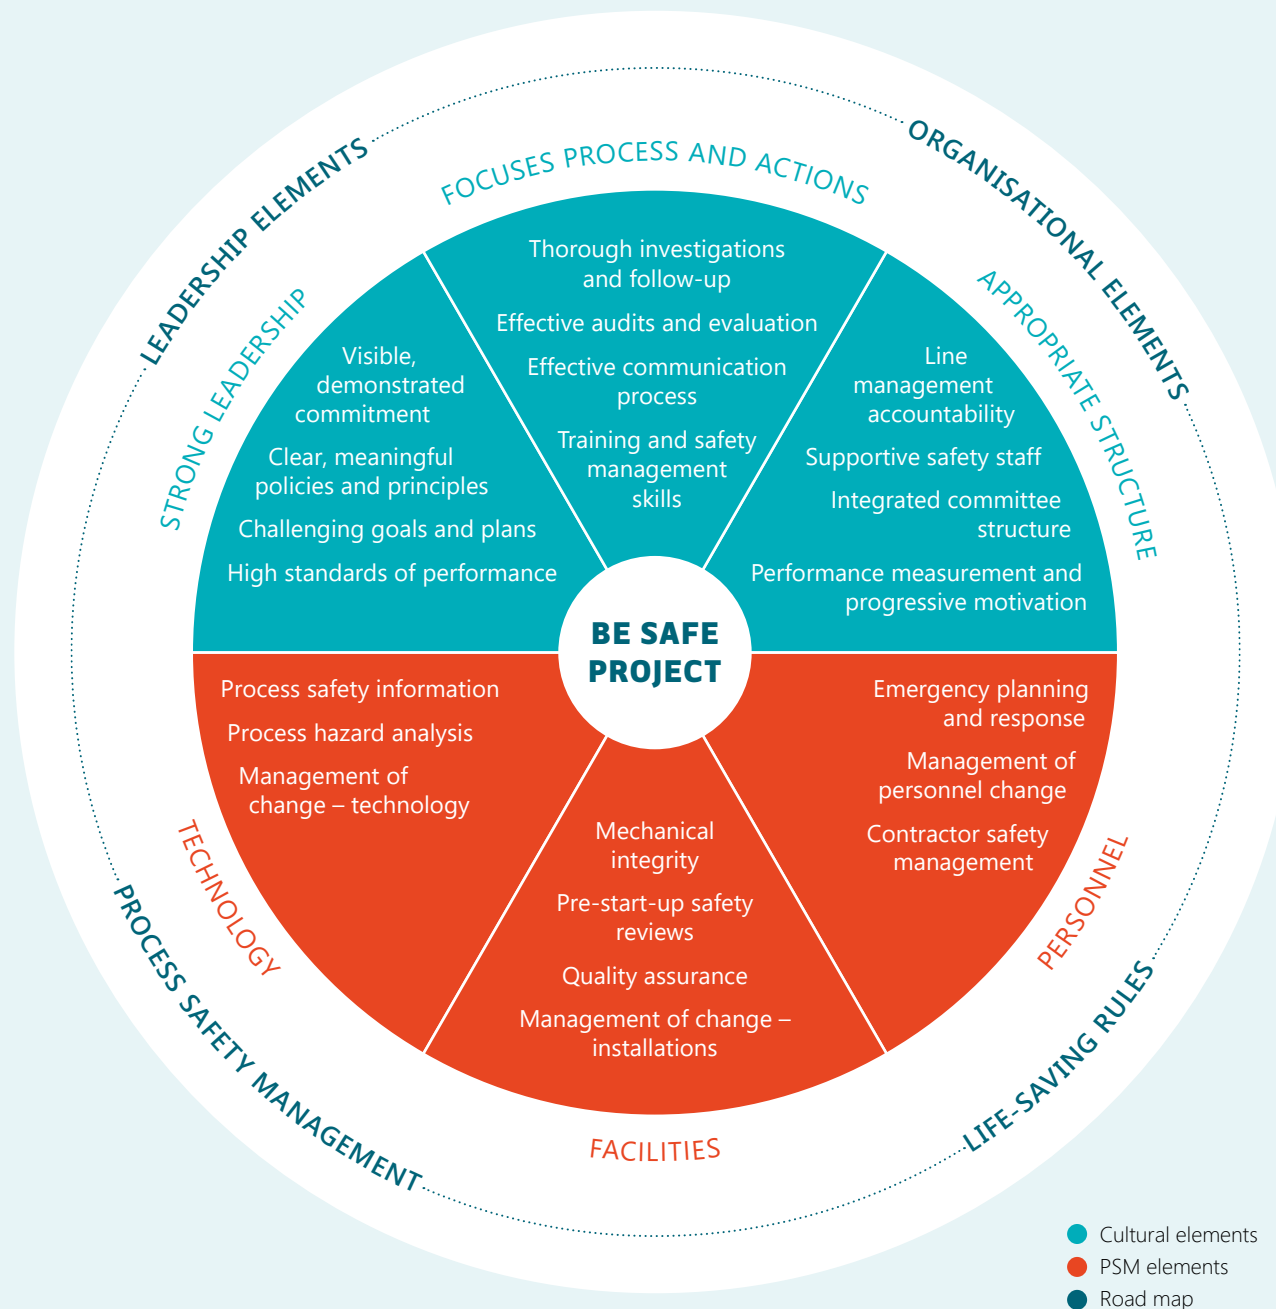 LEADERSHIP ELEMENTS
ORGANISATIONAL ELEMENTS
FOCUSES PROCESS AND ACTIONS
Thorough investigations
and follow-up
Effective audits and evaluation
Effective communication
process
Training and safety
management
skills
STRONG LEADERSHIP
Visible,
demonstrated
commitment
Clear, meaningful
policies and principles
Challenging goals and plans
High standards of performance
APPROPRIATE STRUCTURE
Line
management
accountability
Supportive safety staff
Integrated committee
structure
Performance measurement and
progressive motivation
BE SAFE
PROJECT
Process safety information
Process hazard analysis
Management of
change – technology
TECHNOLOGY
Mechanical
integrity
Pre-start-up safety
reviews
Quality assurance
Management of change –
installations
FACILITIES
Emergency planning
and response
Management of
personnel change
Contractor safety
management
PERSONNEL
PROCESS SAFETY MANAGEMENT
LIFE-SAVING RULES
Cultural elements
PSM elements
Road map